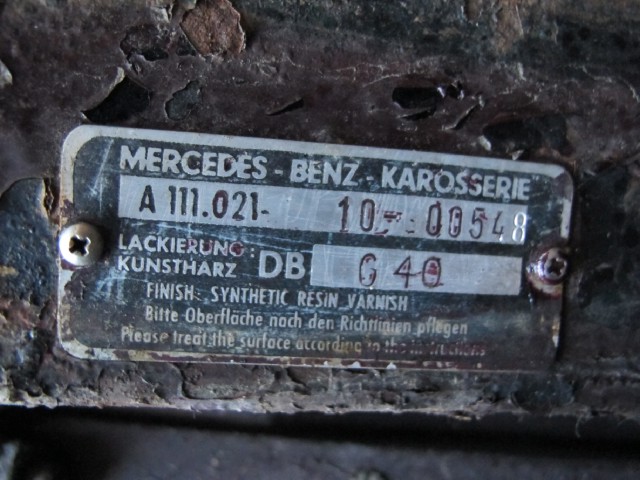 MERCEDES - BENZ - KAROSSERIE
A 111.021- 10-00548
LACKIERUNG:
KUNSTHARZ DB G 40
FINISH: SYNTHETIC RESIN VARNISH
Bitte Oberfläche nach den Richtlinien pflegen
Please treat the surface according to the